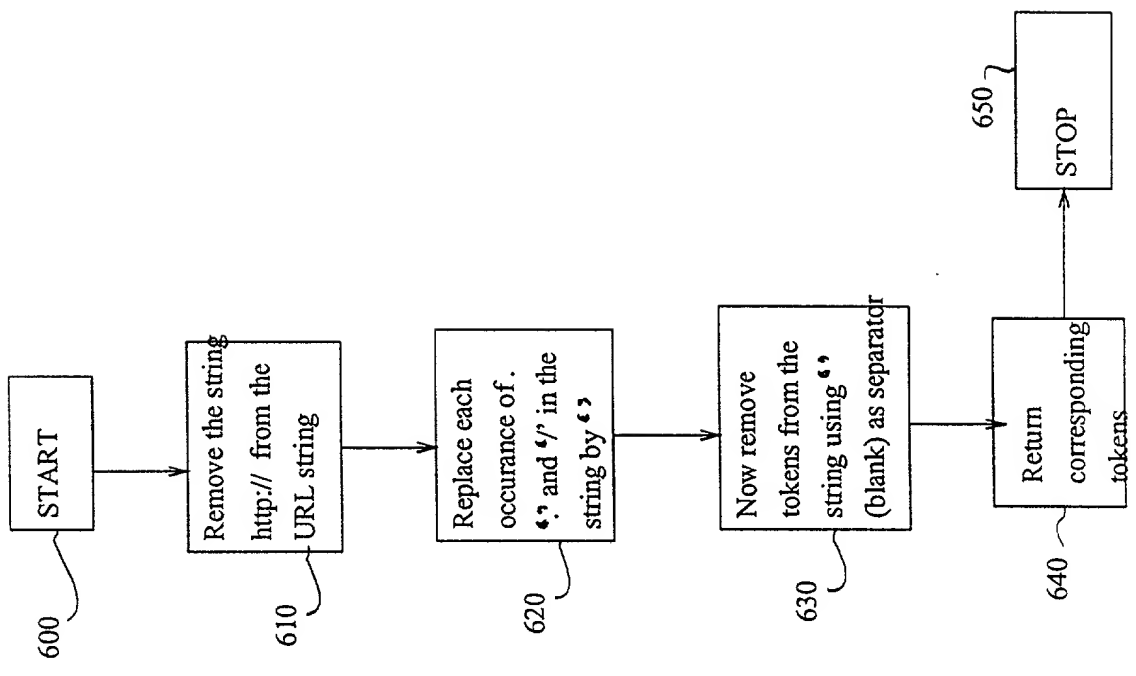 START
600
Remove the string
http:// from the
URL string
610
Replace each
occurance of .
‘.’ and ‘/’ in the
string by ‘ ’
620
Now remove
tokens from the
string using ‘ ’
(blank) as separator
630
Return
corresponding
tokens
640
STOP
650